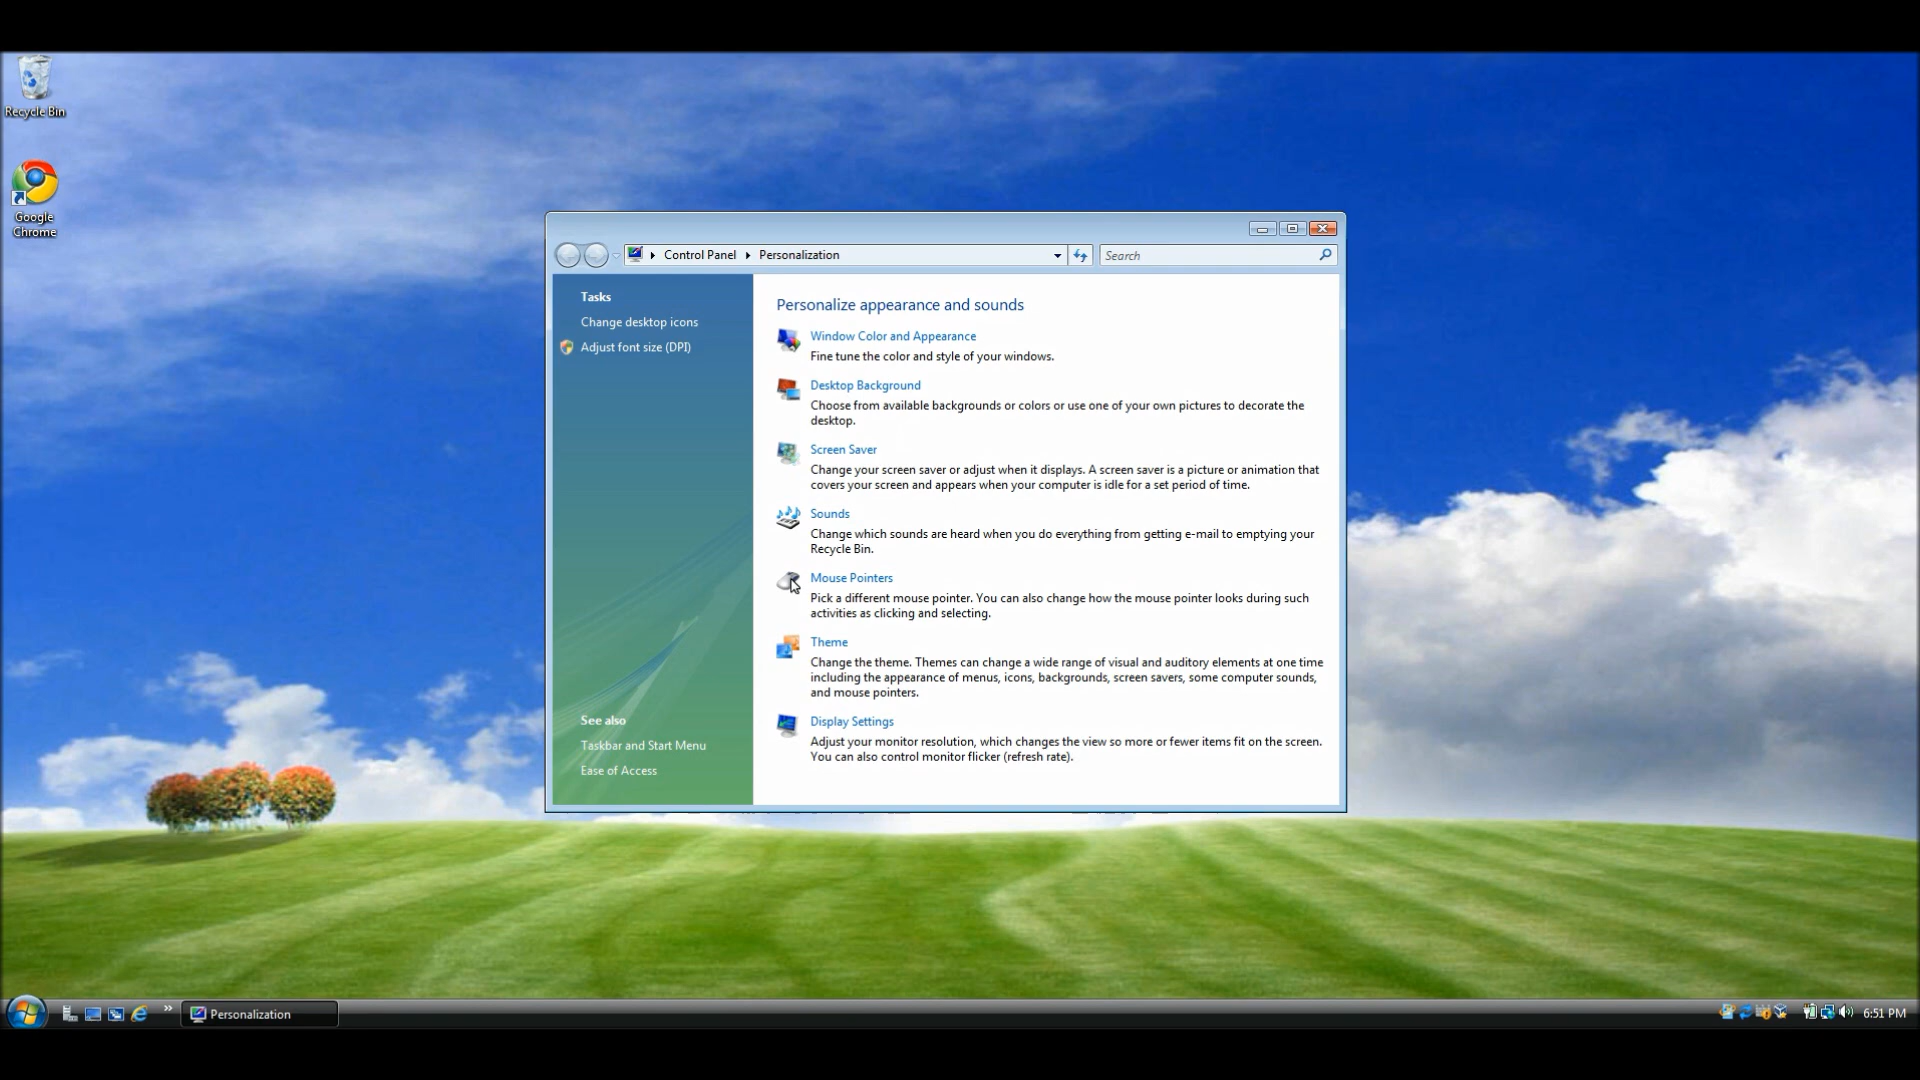 Recycle Bin
Google
Chrome
Control Panel
Personalization
Search
Tasks
Change desktop icons
Adjust font size (DPI)
See also
Taskbar and Start Menu
Ease of Access
Personalize appearance and sounds
Window Color and Appearance
Fine tune the color and style of your windows.
Desktop Background
Choose from available backgrounds or colors or use one of your own pictures to decorate the
desktop.
Screen Saver
Change your screen saver or adjust when it displays. A screen saver is a picture or animation that
covers your screen and appears when your computer is idle for a set period of time.
Sounds
Change which sounds are heard when you do everything from getting e-mail to emptying your
Recycle Bin.
Mouse Pointers
Pick a different mouse pointer. You can also change how the mouse pointer looks during such
activities as clicking and selecting.
Theme
Change the theme. Themes can change a wide range of visual and auditory elements at one time
including the appearance of menus, icons, backgrounds, screen savers, some computer sounds,
and mouse pointers.
Display Settings
Adjust your monitor resolution, which changes the view so more or fewer items fit on the screen.
You can also control monitor flicker (refresh rate).
Personalization
6:51 PM